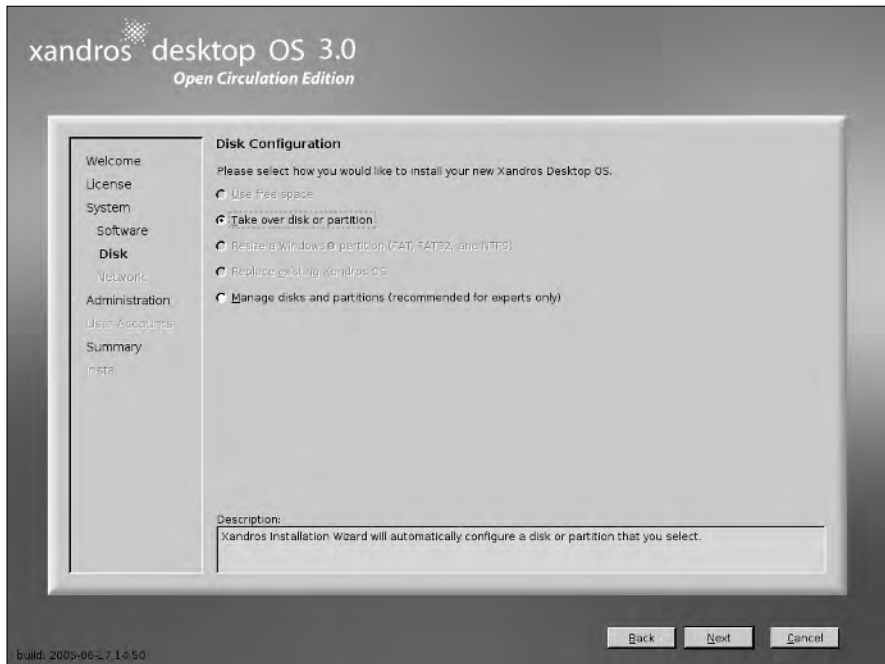 xandros desktop OS 3.0
Open Circulation Edition
Welcome
License
System
Software
Disk
Network
Administration
User Accounts
Summary
Disk Configuration
Please select how you would like to install your new Xandros Desktop OS.
Use free space
Take over disk or partition
Resize a Windows® partition (FAT, FAT32, and NTFS)
Replace existing Xandros OS
Manage disks and partitions (recommended for experts only)
Description:
Xandros Installation Wizard will automatically configure a disk or partition that you select.
Back
Next
Cancel
build: 2005-06-17 14:50